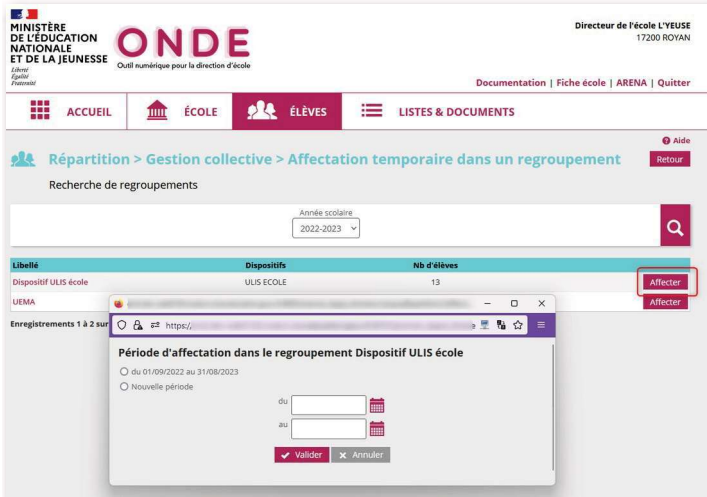 MINISTÈRE
DE L'ÉDUCATION
NATIONALE
ET DE LA JEUNESSE
Liberté
Égalité
Fraternité
ONDE
Outil numérique pour la direction d'école
Directeur de l'école L'YEUSE
17200 ROYAN
Documentation | Fiche école | ARENA | Quitter
ACCUEIL ÉCOLE ÉLÈVES LISTES & DOCUMENTS
Aide
Répartition > Gestion collective > Affectation temporaire dans un regroupement Retour
Recherche de regroupements
Année scolaire
2022-2023
Libellé Dispositifs Nb d'élèves
Dispositif ULIS école ULIS ECOLE 13 Affecter
UEMA Affecter
Enregistrements 1 à 2 sur
https:/
Période d'affectation dans le regroupement Dispositif ULIS école
du 01/09/2022 au 31/08/2023
Nouvelle période
du
au
Valider Annuler